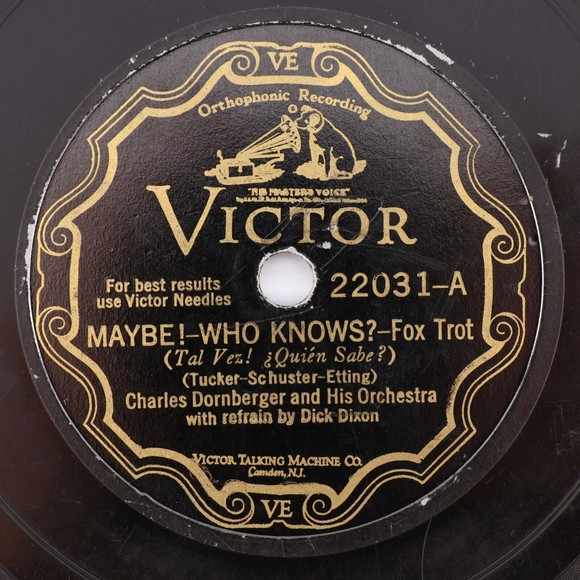 VE
Orthophonic Recording
"HIS MASTER'S VOICE"
VICTOR
For best results
use Victor Needles
22031-A
MAYBE!-WHO KNOWS?-Fox Trot
(Tal Vez! ¿Quién Sabe?)
(Tucker-Schuster-Etting)
Charles Dornberger and His Orchestra
with refrain by Dick Dixon
VICTOR TALKING MACHINE CO.
Camden, N.J.
VE